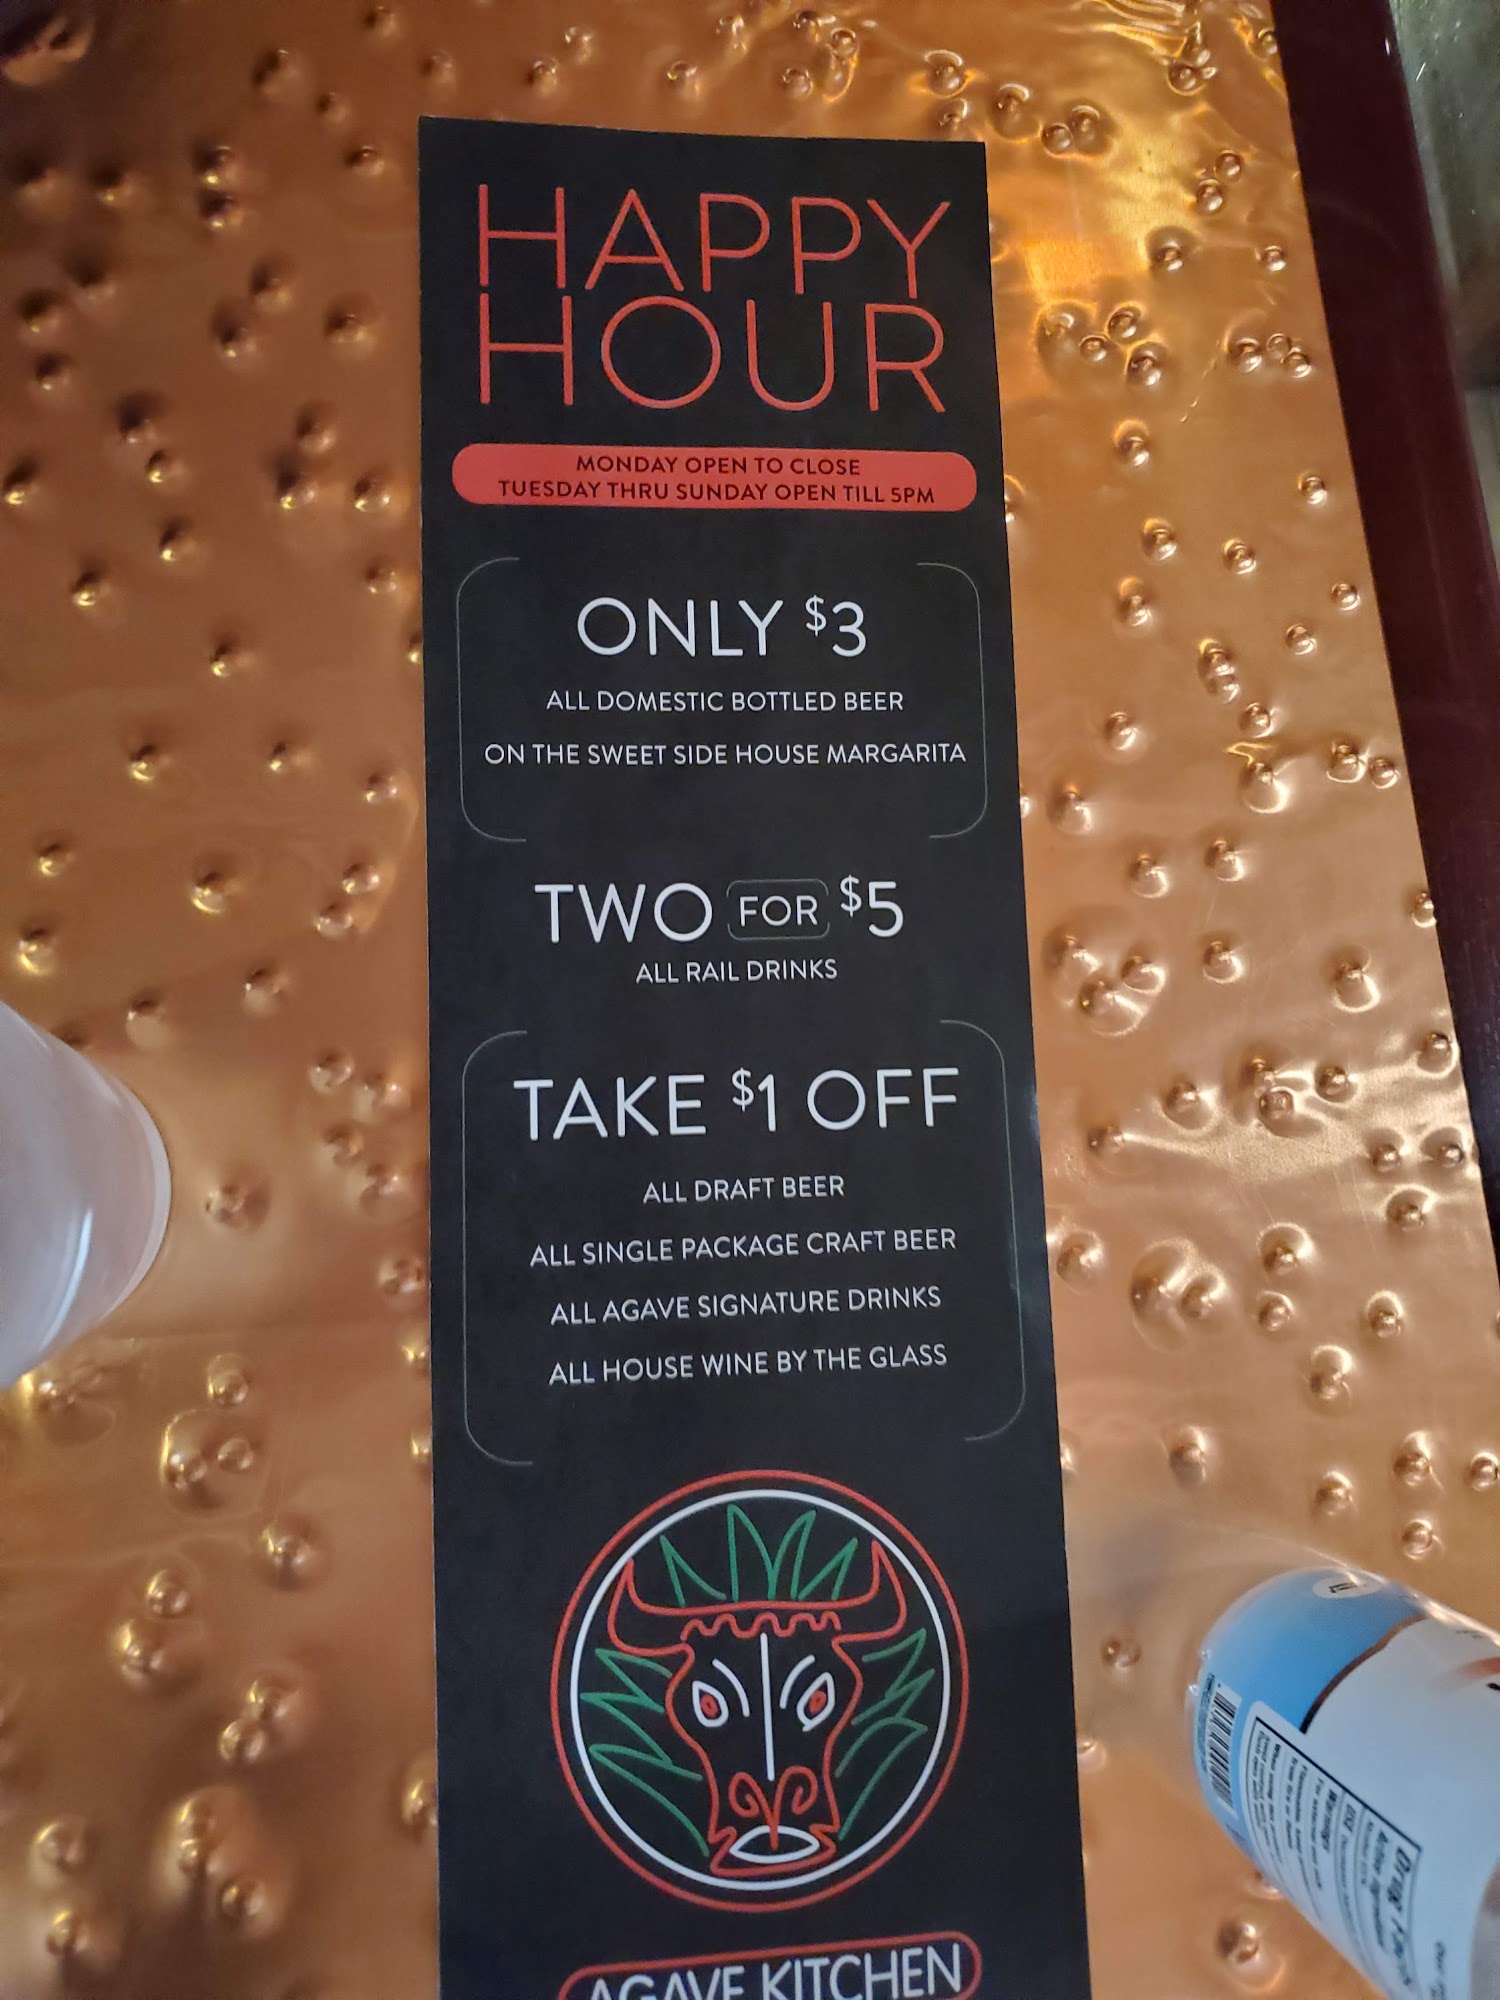 HAPPY
HOUR
MONDAY OPEN TO CLOSE
TUESDAY THRU SUNDAY OPEN TILL 5PM
ONLY $3
ALL DOMESTIC BOTTLED BEER
ON THE SWEET SIDE HOUSE MARGARITA
TWO FOR $5
ALL RAIL DRINKS
TAKE $1 OFF
ALL DRAFT BEER
ALL SINGLE PACKAGE CRAFT BEER
ALL AGAVE SIGNATURE DRINKS
ALL HOUSE WINE BY THE GLASS
AGAVE KITCHEN
Drug
Warnings